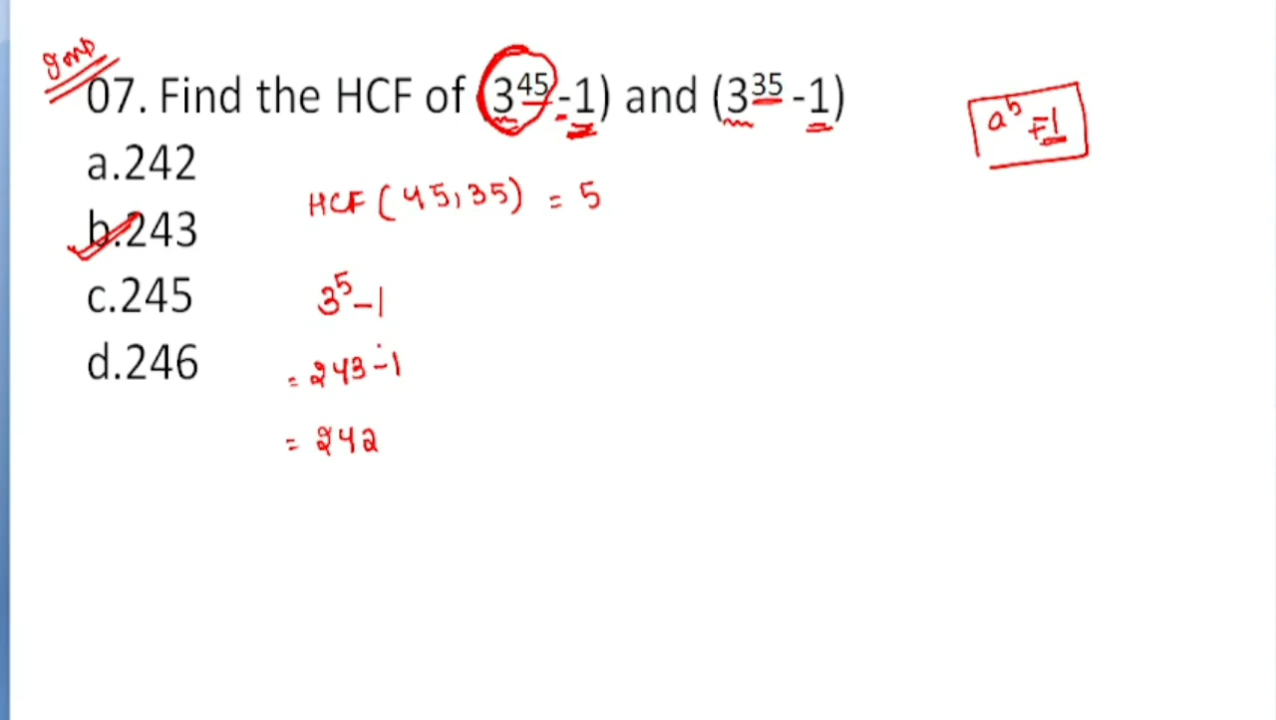 Imp
07. Find the HCF of (3⁴⁵ -1) and (3³⁵ -1)
a^b ∓1
a.242
HCF (45,35) = 5
b.243
c.245
3⁵-1
d.246
= 243-1
= 242